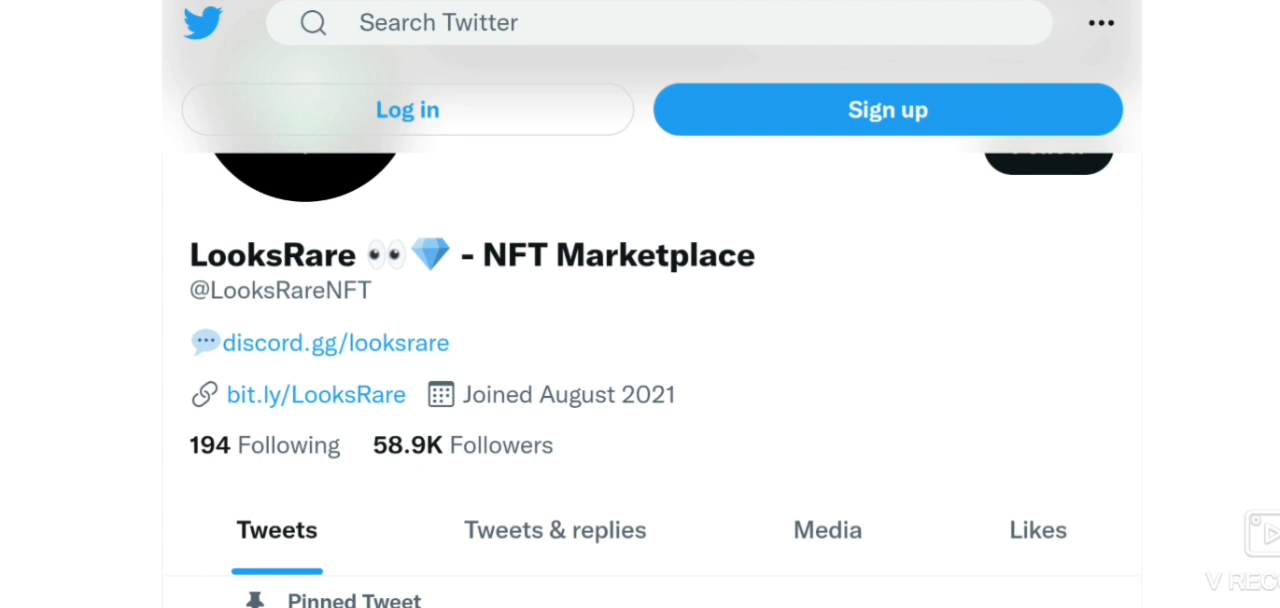 Search Twitter
Log in
Sign up
LooksRare 👀💎 - NFT Marketplace
@LooksRareNFT
discord.gg/looksrare
bit.ly/LooksRare
Joined August 2021
194 Following
58.9K Followers
Tweets
Tweets & replies
Media
Likes
Pinned Tweet